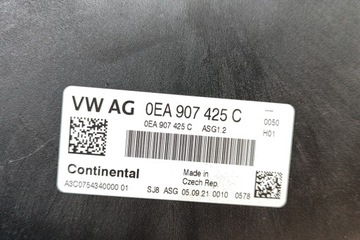 VW AG 0EA 907 425 C —
0EA 907 425 C ASG1.2
0050
H01
Continental
Made in
Czech Rep.
A3C0754340000 01
SJ8 ASG 05.09.21 0010 0578